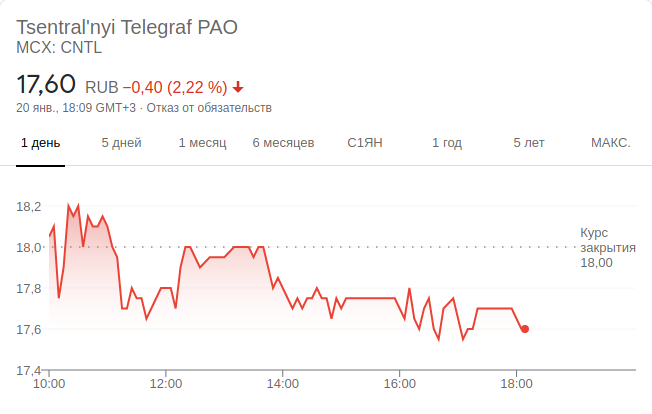 Tsentral'nyi Telegraf PAO
MCX: CNTL
17,60 RUB −0,40 (2,22 %)
20 янв., 18:09 GMT+3 · Отказ от обязательств
1 день 5 дней 1 месяц 6 месяцев С1ЯН 1 год 5 лет МАКС.
18,2
Курс
18,0 закрытия
18,00
17,8
17,6
17,4
10:00 12:00 14:00 16:00 18:00